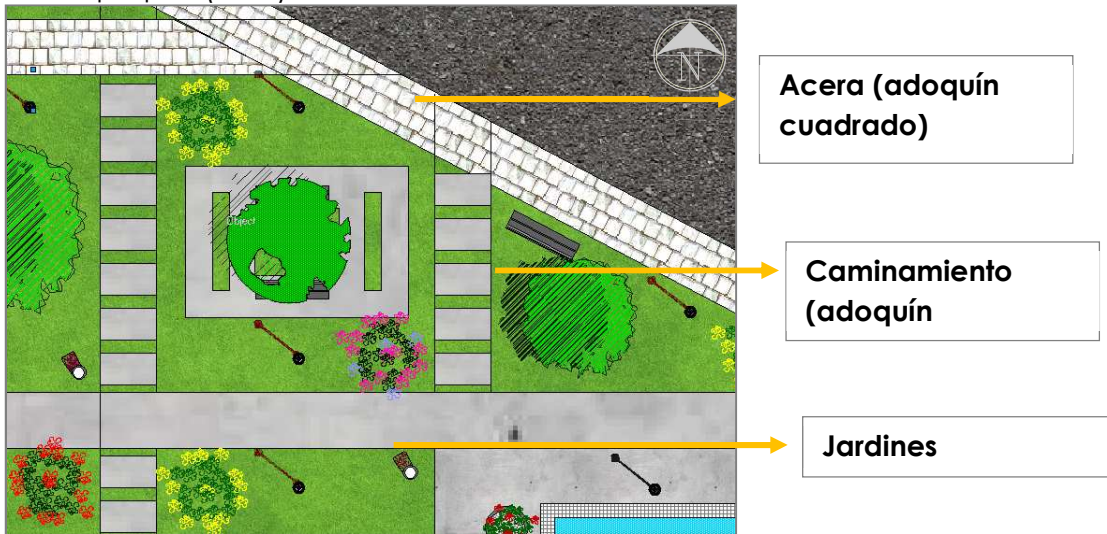 N
Acera (adoquín
cuadrado)
Object
Caminamiento
(adoquín
Jardines